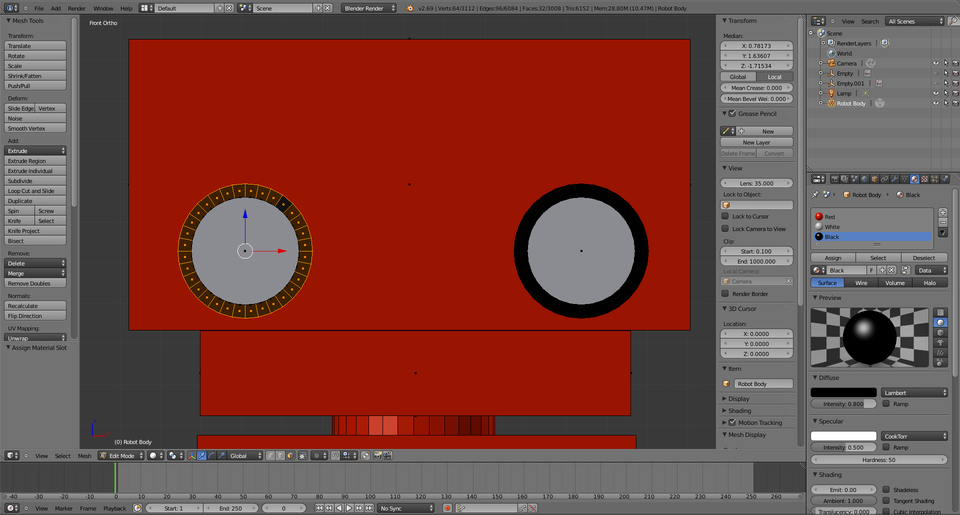 File Add Render Window Help Default Scene Blender Render v2.69 | Verts:64/3112 | Edges:96/6084 | Faces:32/3008 | Tris:6152 | Mem:28.80M (10.47M) | Robot Body
Mesh Tools
Transform:
Translate
Rotate
Scale
Shrink/Fatten
Push/Pull
Deform:
Slide Edge Vertex
Noise
Smooth Vertex
Add:
Extrude
Extrude Region
Extrude Individual
Subdivide
Loop Cut and Slide
Duplicate
Spin Screw
Knife Select
Knife Project
Bisect
Remove:
Delete
Merge
Remove Doubles
Normals:
Recalculate
Flip Direction
UV Mapping:
Unwrap
Assign Material Slot
Front Ortho
(0) Robot Body
Transform
Median:
X: 0.78173
Y: 1.63607
Z: -1.71534
Global Local
Mean Crease: 0.000
Mean Bevel Wei: 0.000
Grease Pencil
New
New Layer
Delete Frame Convert
View
Lens: 35.000
Lock to Object:
Lock to Cursor
Lock Camera to View
Clip:
Start: 0.100
End: 1000.000
Local Camera:
Camera
Render Border
3D Cursor
Location:
X: 0.0000
Y: 0.0000
Z: 0.0000
Item
Robot Body
Display
Shading
Motion Tracking
Mesh Display
View Search All Scenes
Scene
RenderLayers
World
Camera
Empty
Empty.001
Lamp
Robot Body
Robot Body Black
Red
White
Black
Assign Select Deselect
Black F Data
Surface Wire Volume Halo
Preview
Diffuse
Lambert
Intensity: 0.800 Ramp
Specular
CookTorr
Intensity: 0.500 Ramp
Hardness: 50
Shading
Emit: 0.00 Shadeless
Ambient: 1.000 Tangent Shading
Translucency: 0.000 Cubic Interpolation
View Select Mesh Edit Mode Global
-40 -30 -20 -10 0 10 20 30 40 50 60 70 80 90 100 110 120 130 140 150 160 170 180 190 200 210 220 230 240 250 260 270 280
View Marker Frame Playback Start: 1 End: 250 0 No Sync